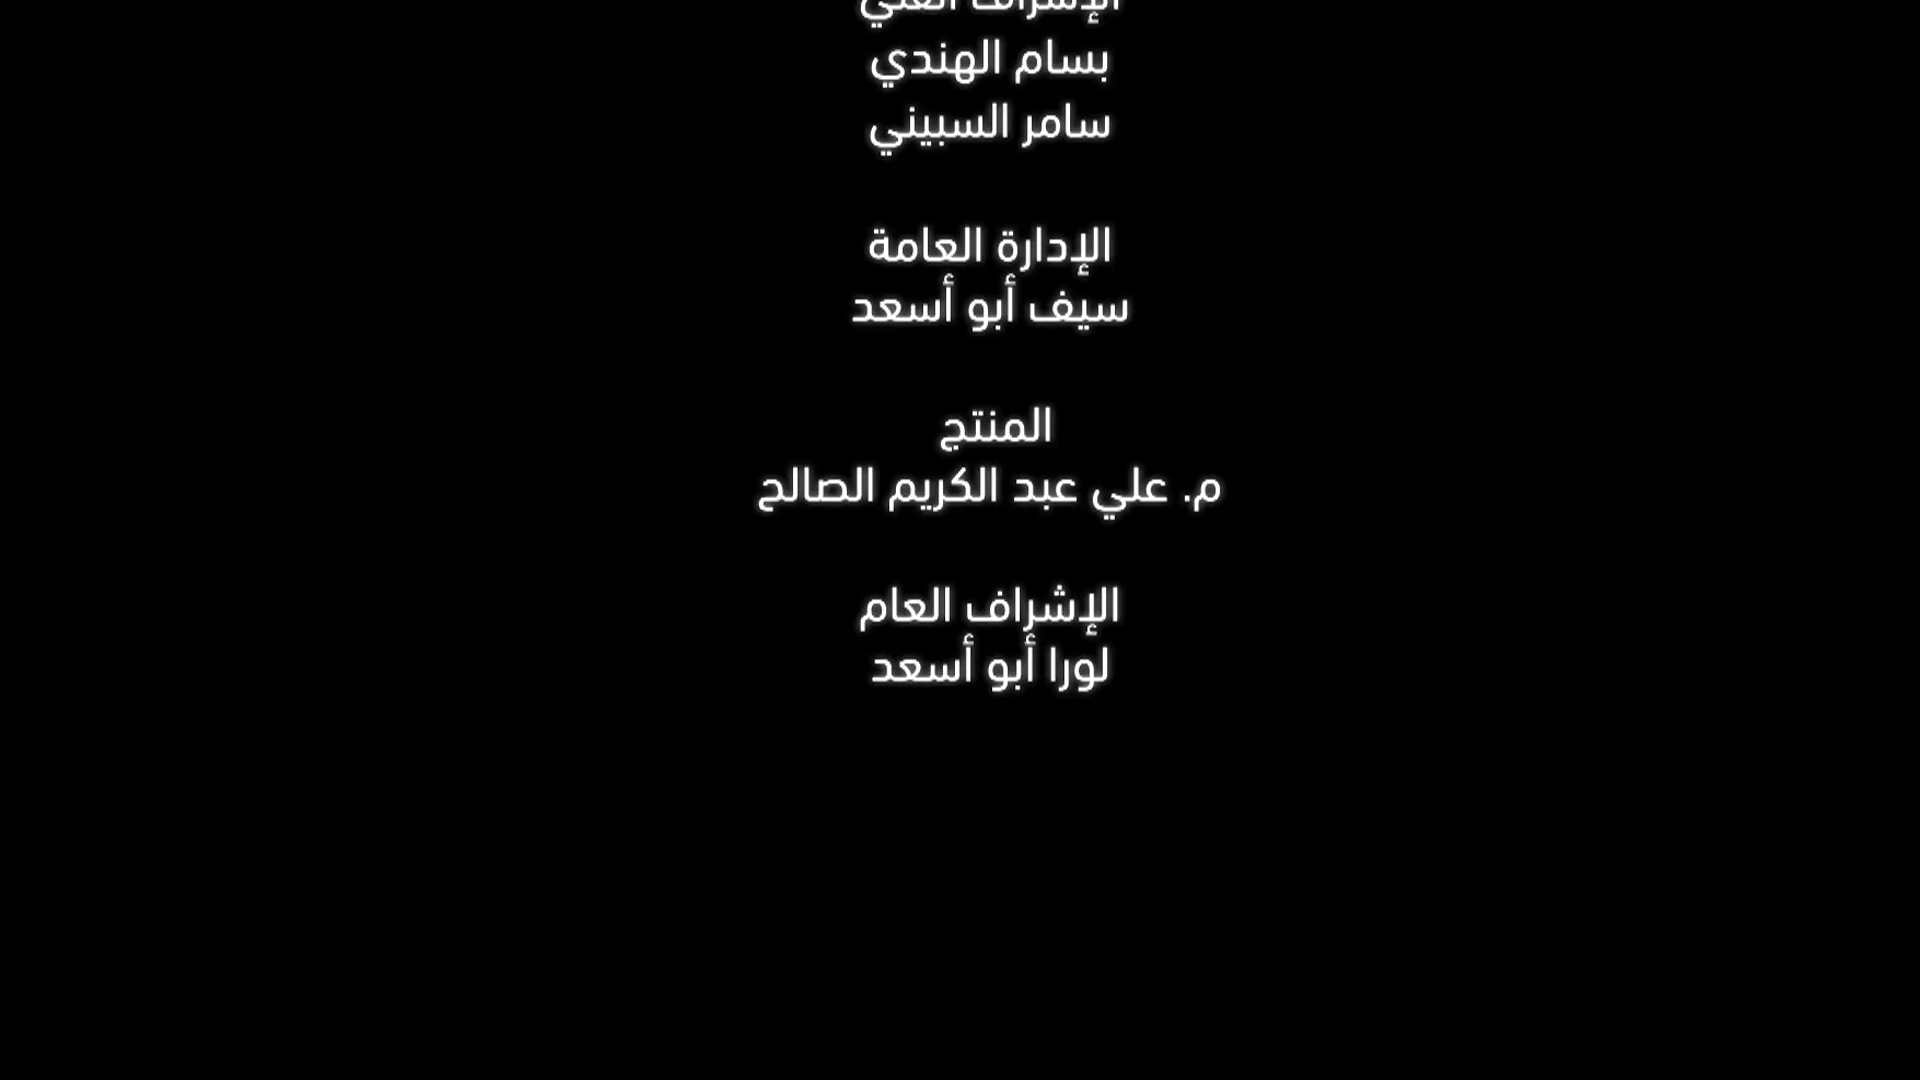 بسام الهندي
سامر السبيني
الإدارة العامة
سيف أبو أسعد
المنتج
م. علي عبد الكريم الصالح
الإشراف العام
لورا أبو أسعد